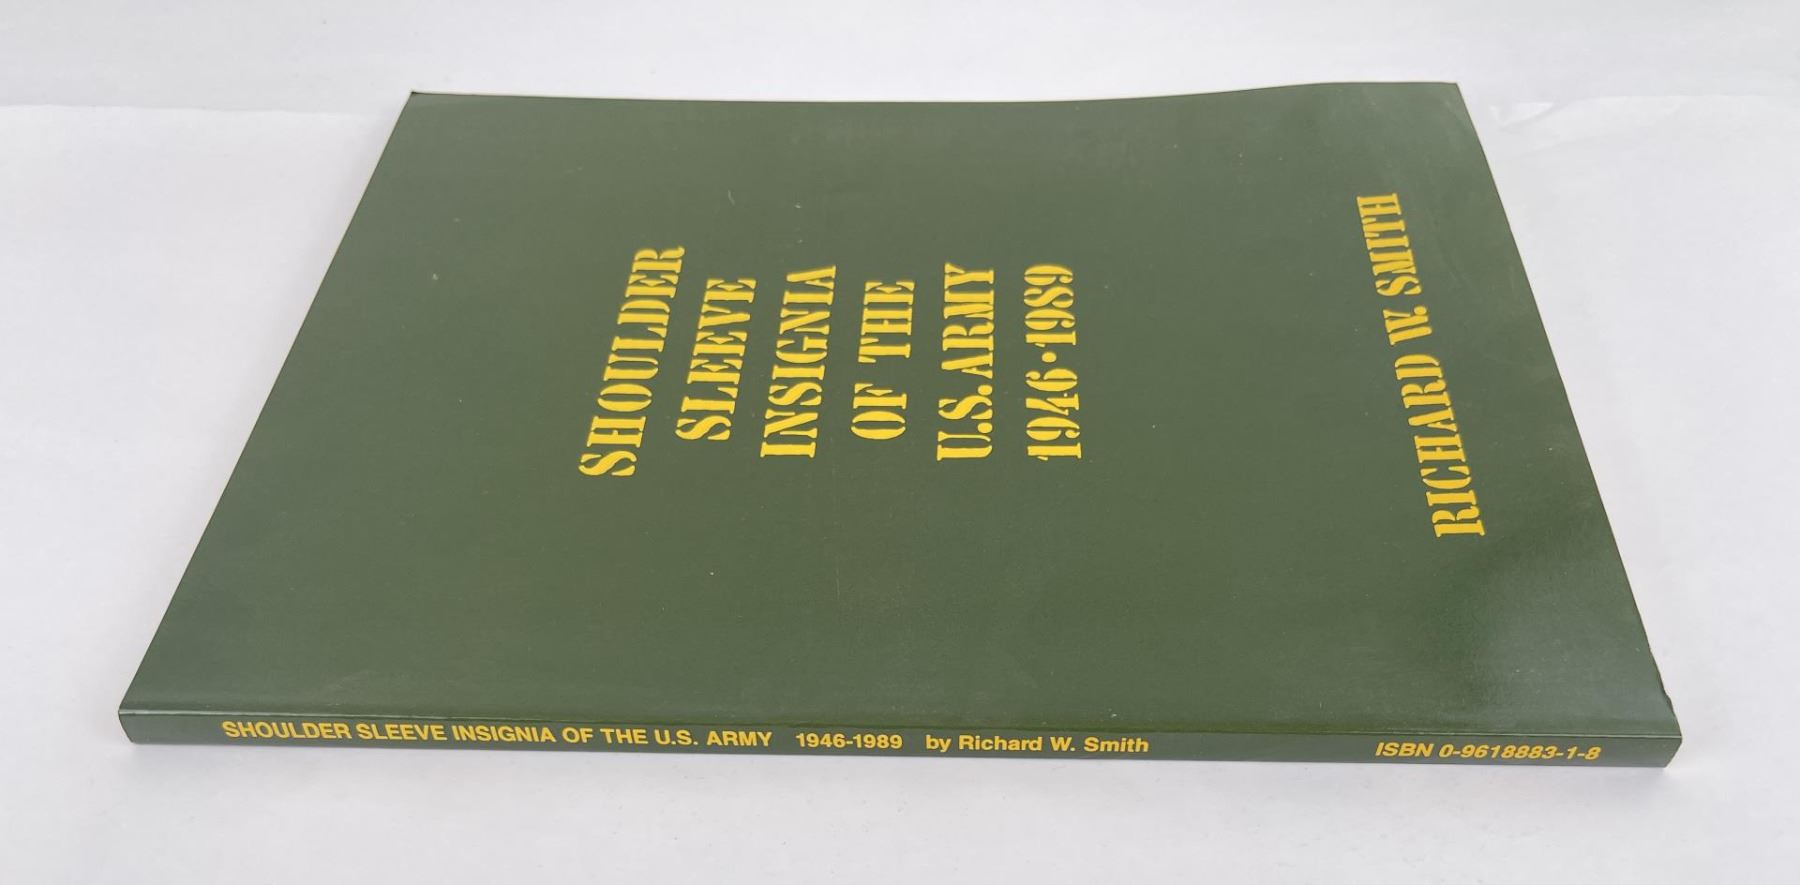 SHOULDER
SLEEVE
INSIGNIA
OF THE
U.S. ARMY
1946•1989
RICHARD W. SMITH
SHOULDER SLEEVE INSIGNIA OF THE U.S. ARMY 1946-1989 by Richard W. Smith ISBN 0-9618883-1-8